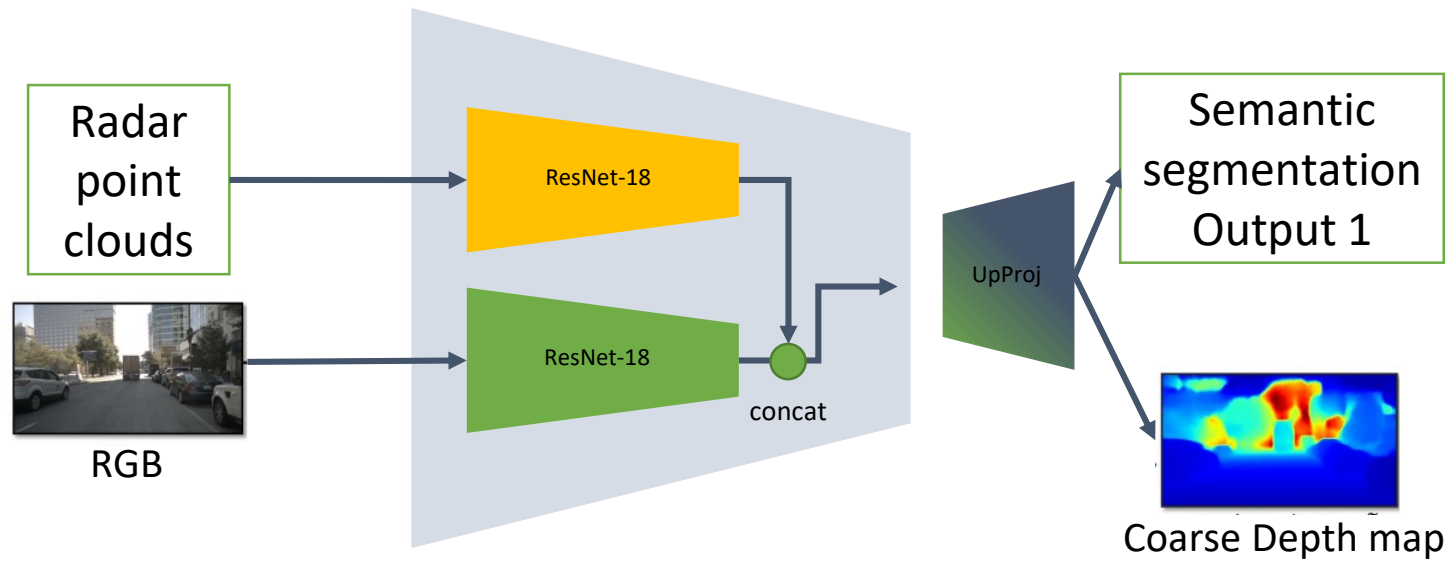 Radar
point
clouds
RGB
ResNet-18
ResNet-18
concat
UpProj
Semantic
segmentation
Output 1
Coarse Depth map